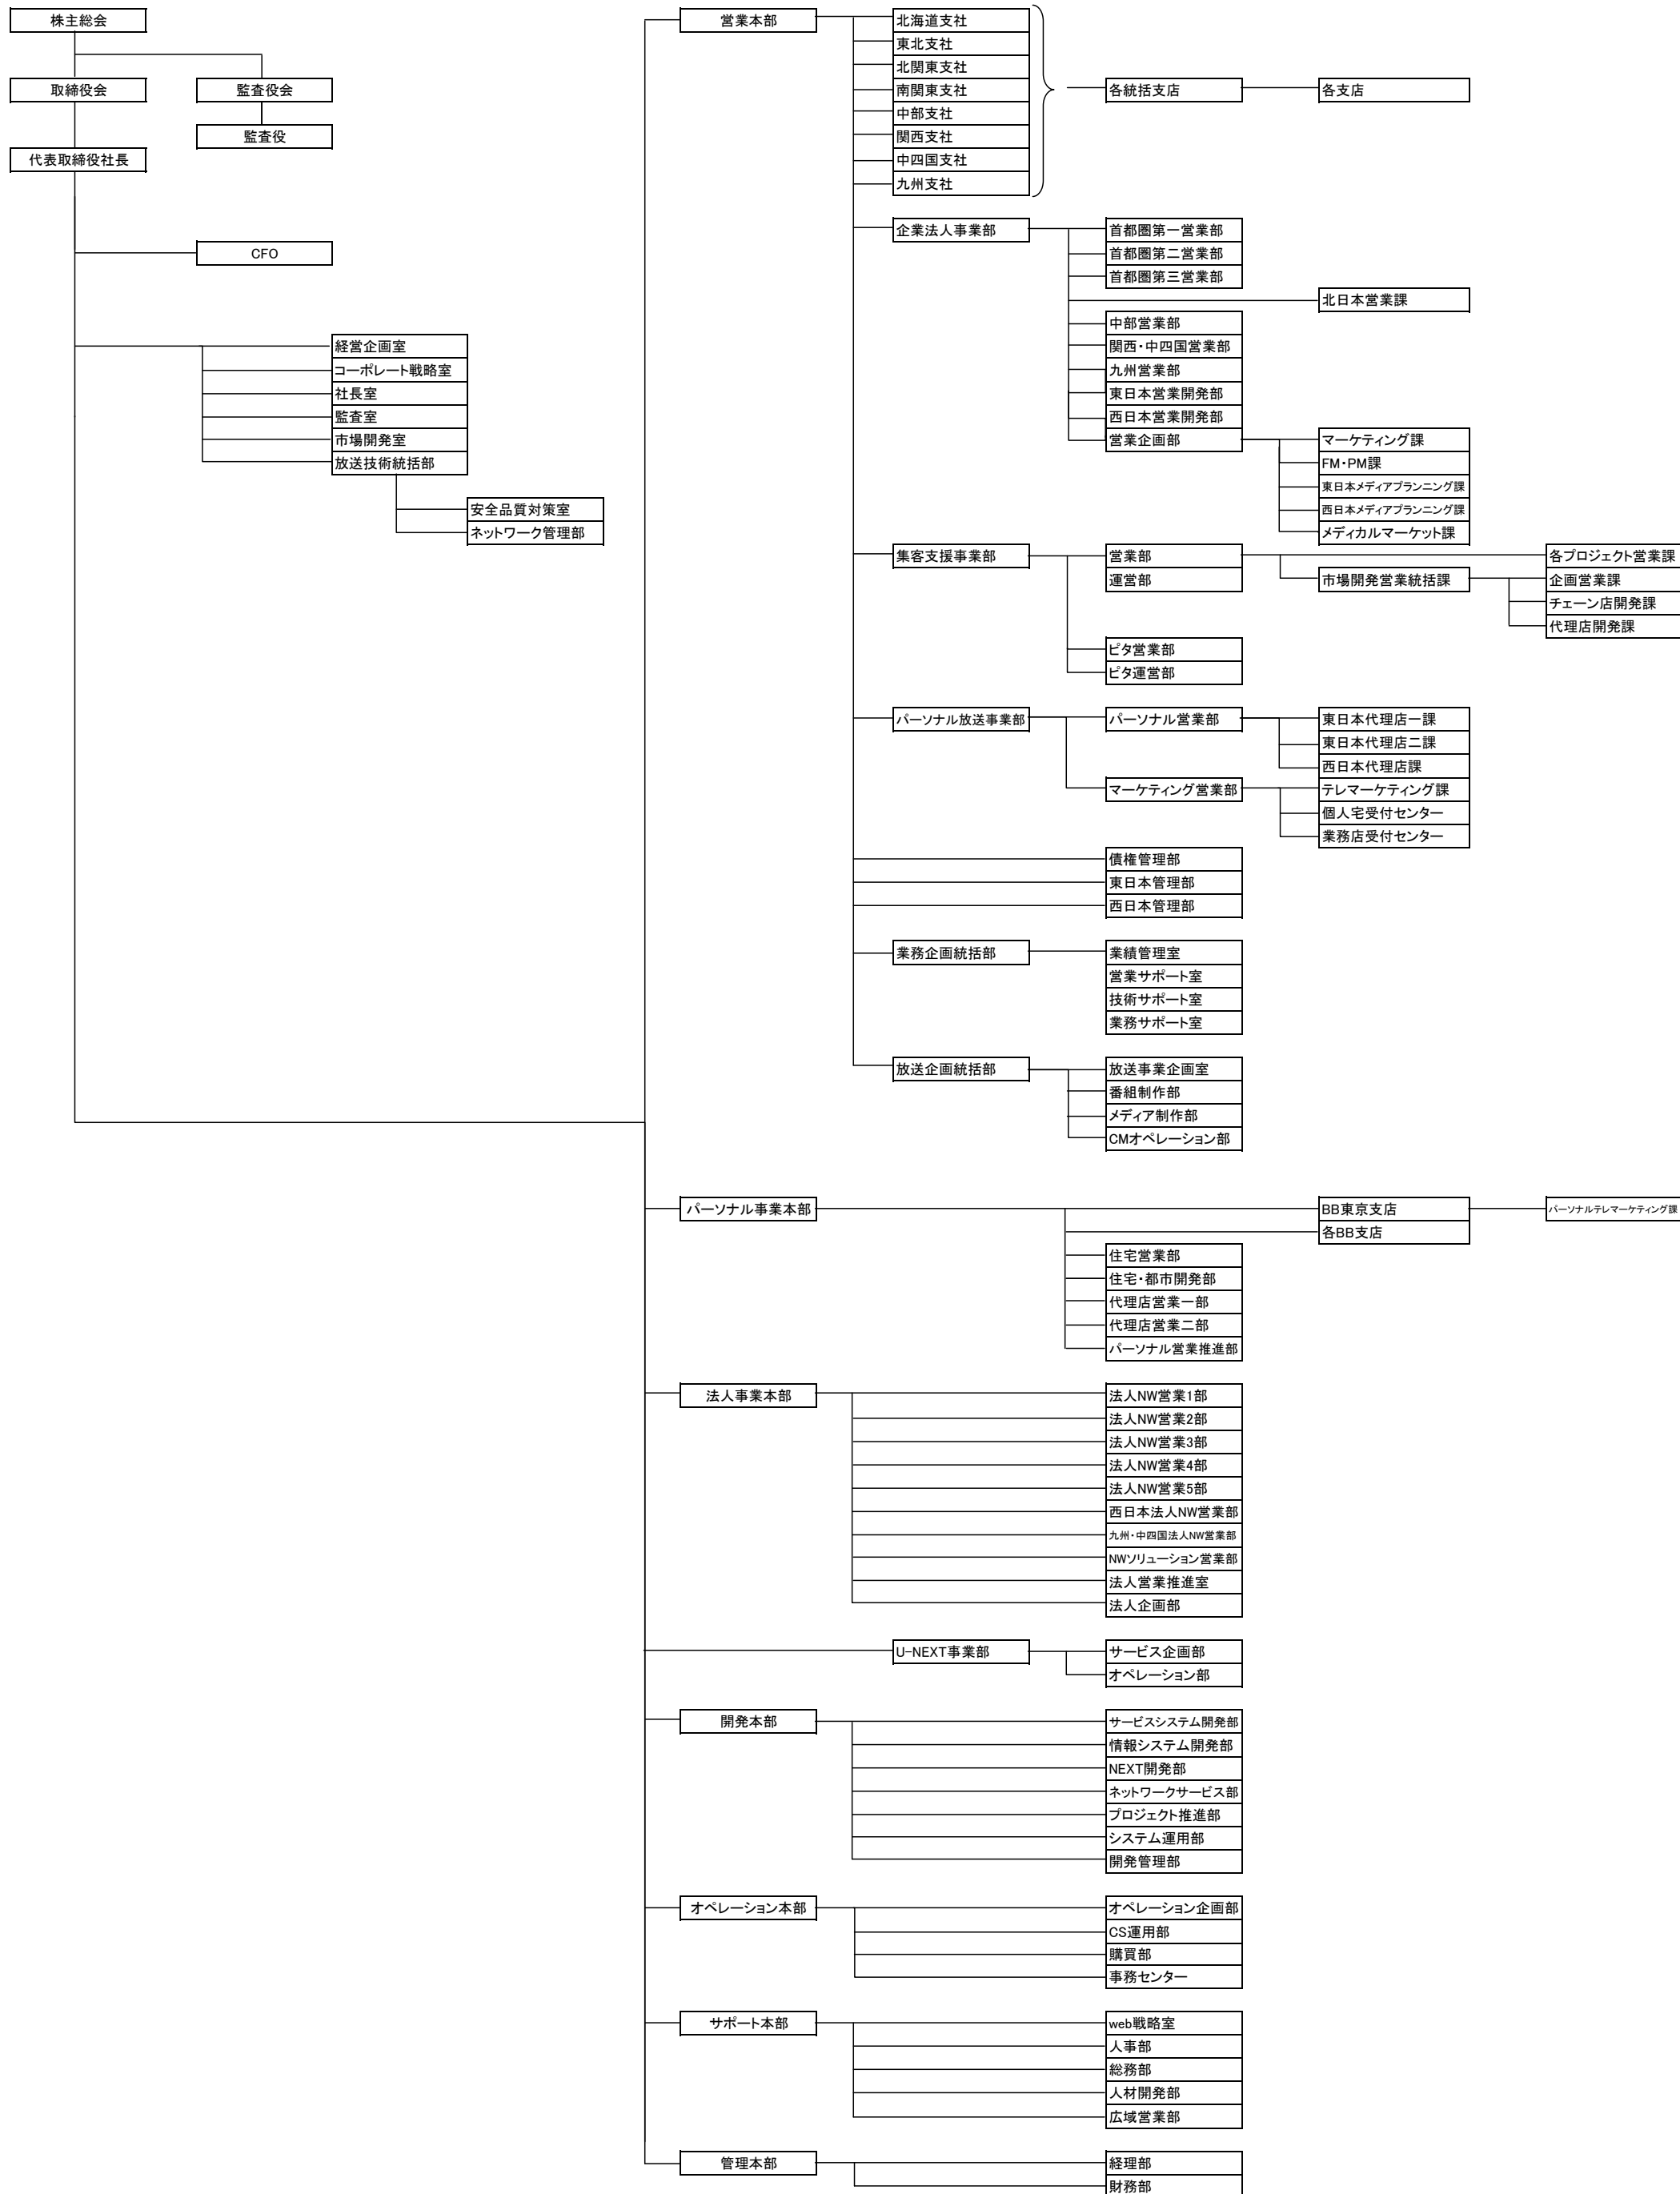 株主総会
取締役会
監査役会
監査役
代表取締役社長
CFO
経営企画室
コーポレート戦略室
社長室
監査室
市場開発室
放送技術統括部
安全品質対策室
ネットワーク管理部
営業本部
北海道支社
東北支社
北関東支社
南関東支社
中部支社
関西支社
中四国支社
九州支社
各統括支店
各支店
企業法人事業部
首都圏第一営業部
首都圏第二営業部
首都圏第三営業部
北日本営業課
中部営業部
関西・中四国営業部
九州営業部
東日本営業開発部
西日本営業開発部
営業企画部
マーケティング課
FM・PM課
東日本メディアプランニング課
西日本メディアプランニング課
メディカルマーケット課
集客支援事業部
営業部
運営部
各プロジェクト営業課
市場開発営業統括課
企画営業課
チェーン店開発課
代理店開発課
ピタ営業部
ピタ運営部
パーソナル放送事業部
パーソナル営業部
東日本代理店一課
東日本代理店二課
西日本代理店課
マーケティング営業部
テレマーケティング課
個人宅受付センター
業務店受付センター
債権管理部
東日本管理部
西日本管理部
業務企画統括部
業績管理室
営業サポート室
技術サポート室
業務サポート室
放送企画統括部
放送事業企画室
番組制作部
メディア制作部
CMオペレーション部
パーソナル事業本部
BB東京支店
各BB支店
パーソナルテレマーケティング課
住宅営業部
住宅・都市開発部
代理店営業一部
代理店営業二部
パーソナル営業推進部
法人事業本部
法人NW営業1部
法人NW営業2部
法人NW営業3部
法人NW営業4部
法人NW営業5部
西日本法人NW営業部
九州・中四国法人NW営業部
NWソリューション営業部
法人営業推進室
法人企画部
U-NEXT事業部
サービス企画部
オペレーション部
開発本部
サービスシステム開発部
情報システム開発部
NEXT開発部
ネットワークサービス部
プロジェクト推進部
システム運用部
開発管理部
オペレーション本部
オペレーション企画部
CS運用部
購買部
事務センター
サポート本部
web戦略室
人事部
総務部
人材開発部
広域営業部
管理本部
経理部
財務部